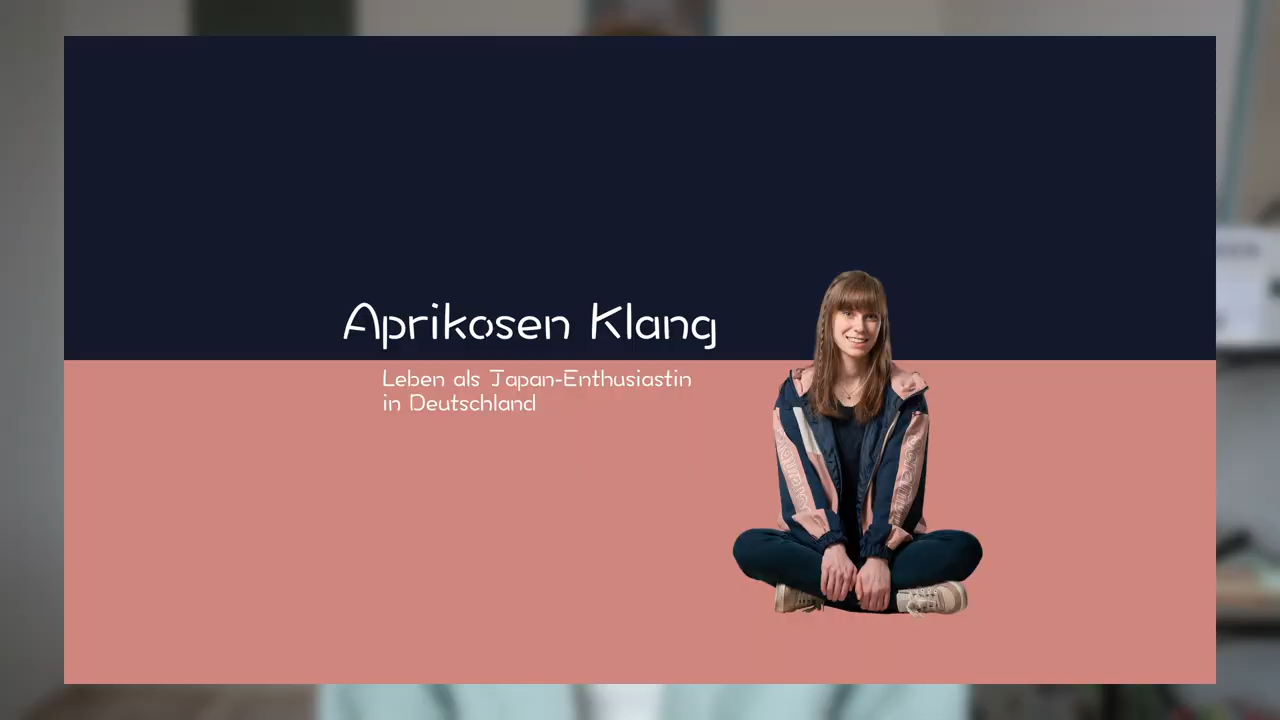 Aprikosen Klang
Leben als Japan-Enthusiastin
in Deutschland